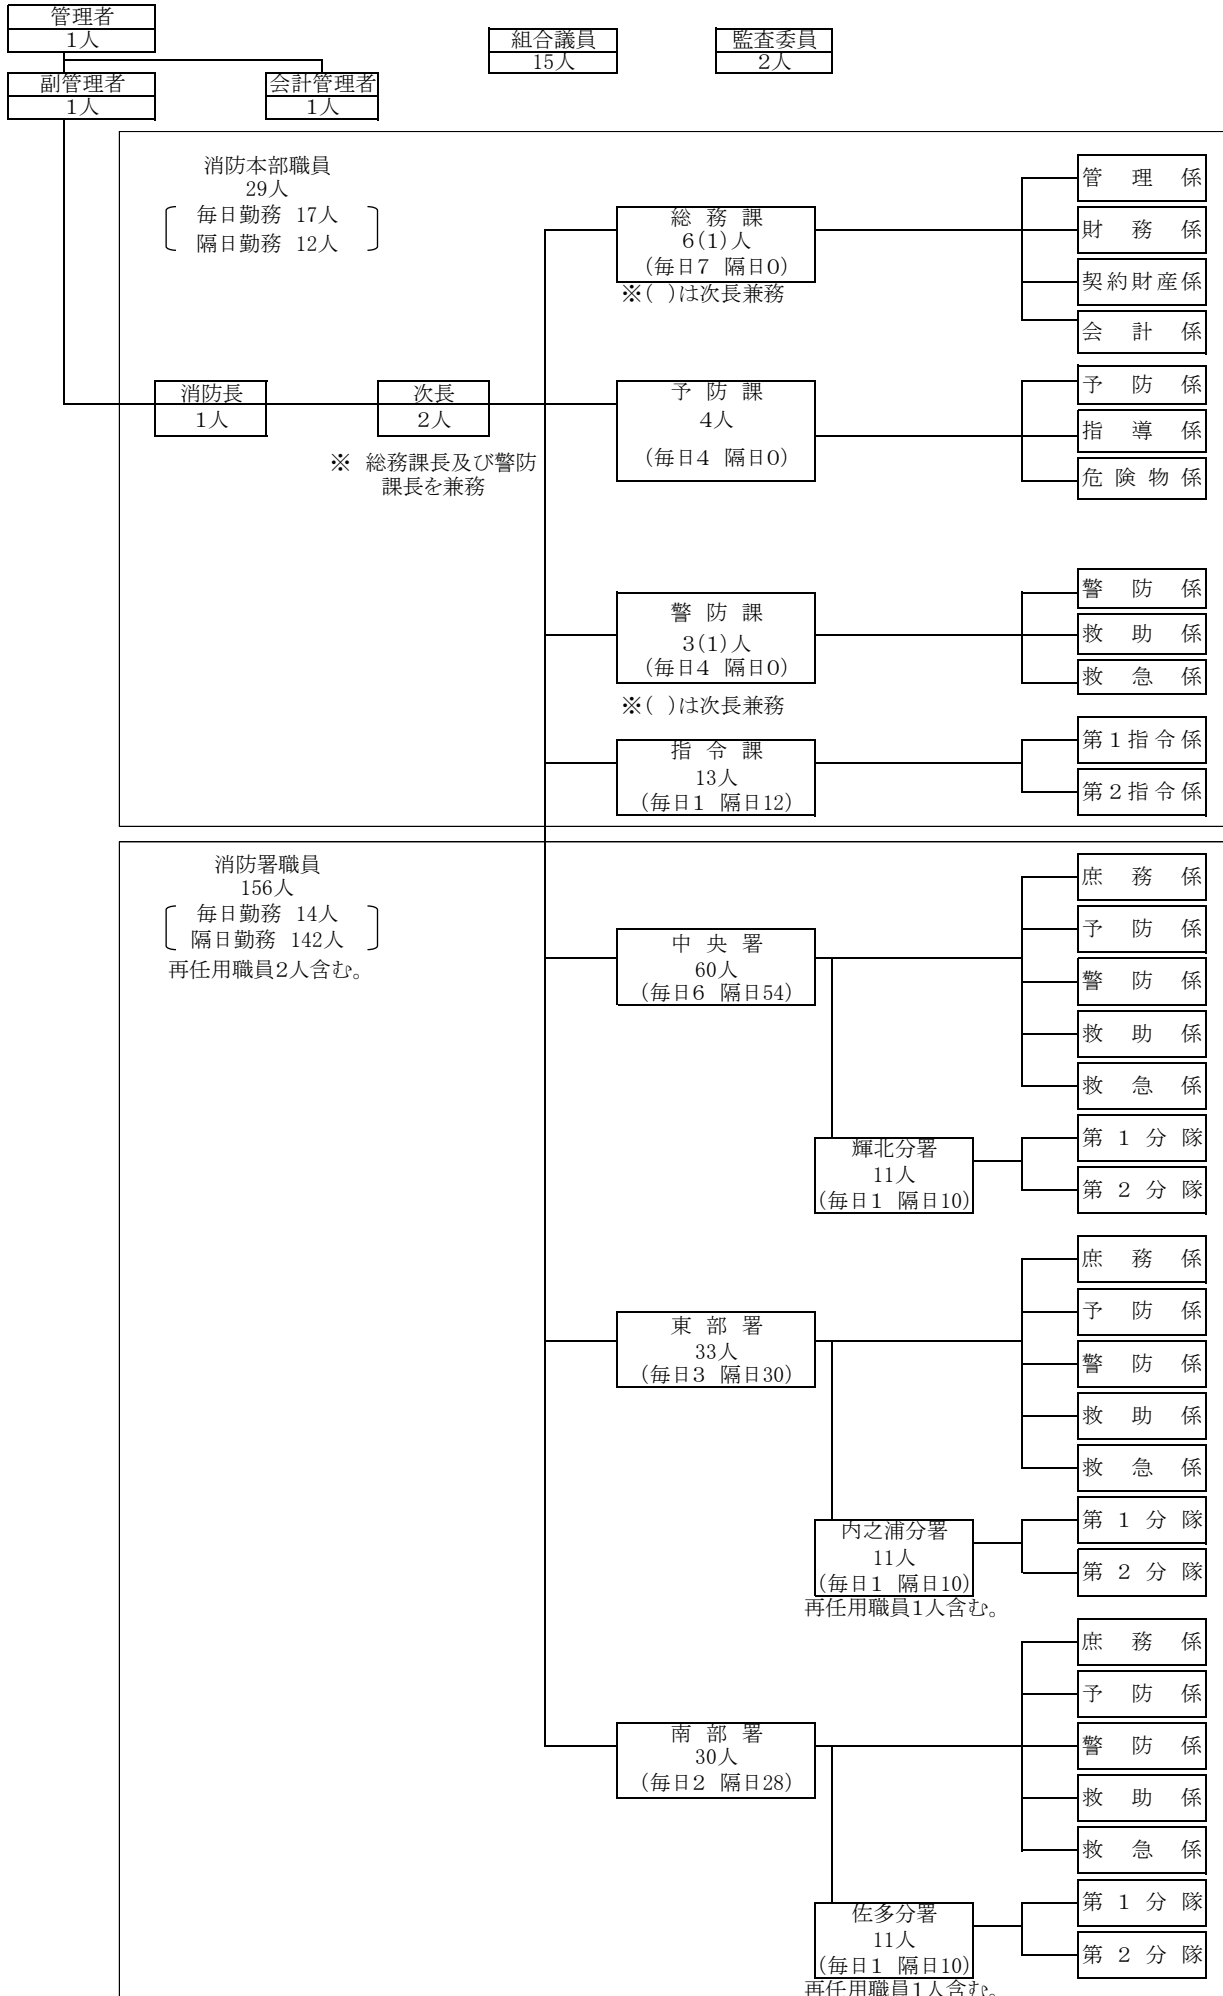 管理者
1人
組合議員
15人
監査委員
2人
副管理者
1人
会計管理者
1人
消防本部職員
29人
毎日勤務 17人
隔日勤務 12人
総務課
6(1)人
(毎日7 隔日0)
※( )は次長兼務
管理係
財務係
契約財産係
会計係
消防長
1人
次長
2人
※ 総務課長及び警防
課長を兼務
予防課
4人
(毎日4 隔日0)
予防係
指導係
危険物係
警防課
3(1)人
(毎日4 隔日0)
※( )は次長兼務
警防係
救助係
救急係
指令課
13人
(毎日1 隔日12)
第1指令係
第2指令係
消防署職員
156人
毎日勤務 14人
隔日勤務 142人
再任用職員2人含む。
中央署
60人
(毎日6 隔日54)
庶務係
予防係
警防係
救助係
救急係
輝北分署
11人
(毎日1 隔日10)
第1分隊
第2分隊
東部署
33人
(毎日3 隔日30)
庶務係
予防係
警防係
救助係
救急係
内之浦分署
11人
(毎日1 隔日10)
再任用職員1人含む。
第1分隊
第2分隊
南部署
30人
(毎日2 隔日28)
庶務係
予防係
警防係
救助係
救急係
佐多分署
11人
(毎日1 隔日10)
再任用職員1人含む。
第1分隊
第2分隊